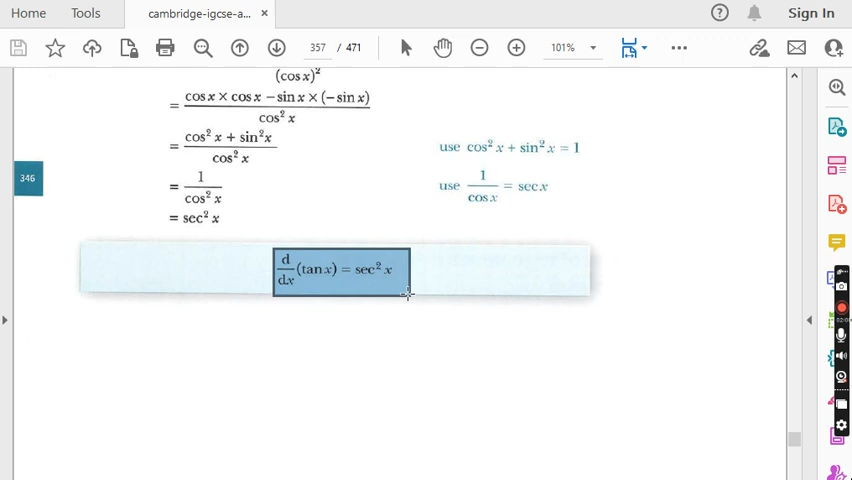 Home Tools cambridge-igcse-a... × Sign In
357 / 471 101%
(cos x)²
= cos x × cos x – sin x × (– sin x) / cos² x
= cos² x + sin² x / cos² x use cos² x + sin² x = 1
346
= 1 / cos² x use 1 / cos x = sec x
= sec² x
d/dx (tan x) = sec² x